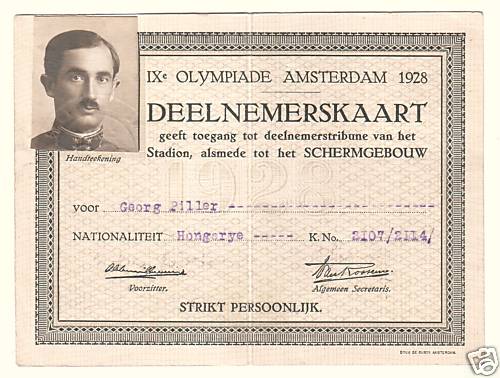 IXe OLYMPIADE AMSTERDAM 1928
DEELNEMERSKAART
geeft toegang tot deelnemerstribune van het
Stadion, alsmede tot het SCHERMGEBOUW
Handteekening
1928
voor Georg Piller
NATIONALITEIT Hongarye ----- K. No. 2107/2114/
Voorzitter. Algemeen Secretaris.
STRIKT PERSOONLIJK.